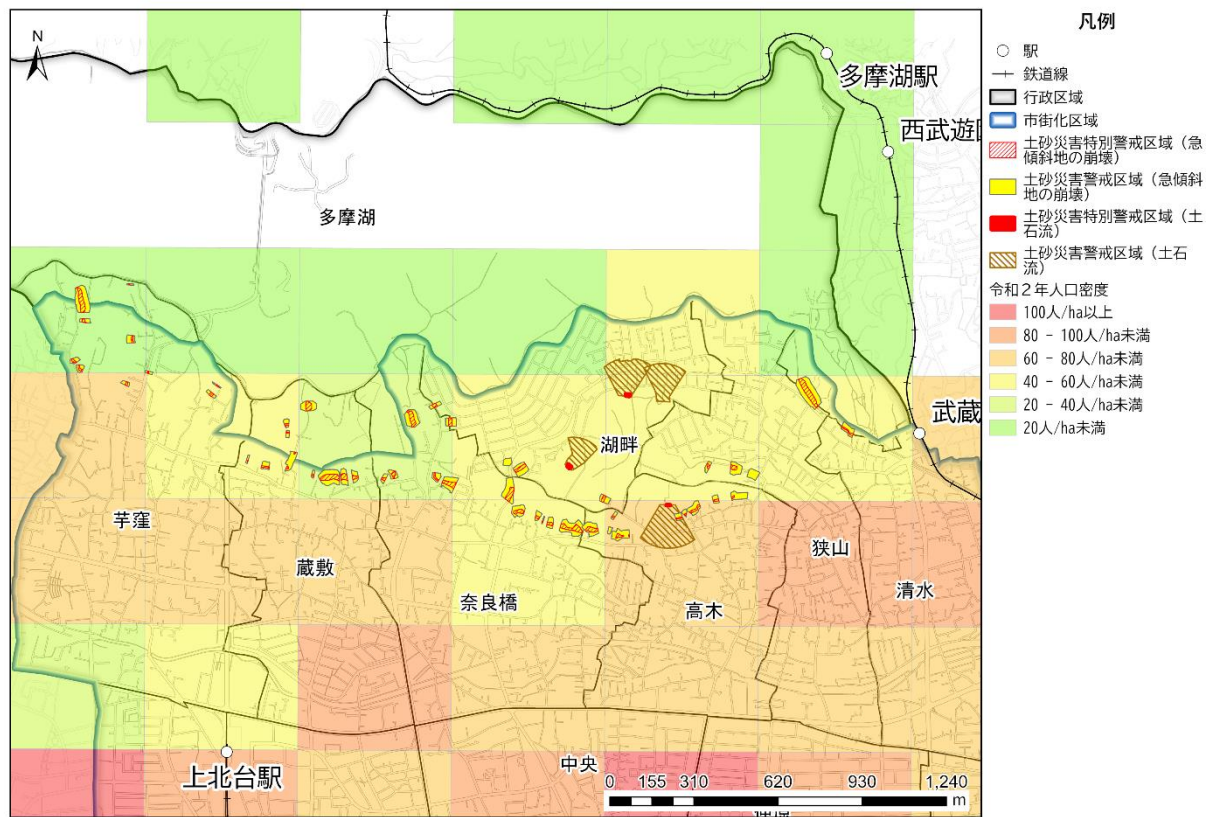 N
多摩湖駅
西武遊
多摩湖
武蔵
湖畔
芋窪
蔵敷
奈良橋
高木
狭山
清水
上北台駅
中央
0 155 310 620 930 1,240
m
凡例
駅
鉄道線
行政区域
市街化区域
土砂災害特別警戒区域（急
傾斜地の崩壊）
土砂災害警戒区域（急傾斜
地の崩壊）
土砂災害特別警戒区域（土
石流）
土砂災害警戒区域（土石
流）
令和２年人口密度
100人/ha以上
80 - 100人/ha未満
60 - 80人/ha未満
40 - 60人/ha未満
20 - 40人/ha未満
20人/ha未満